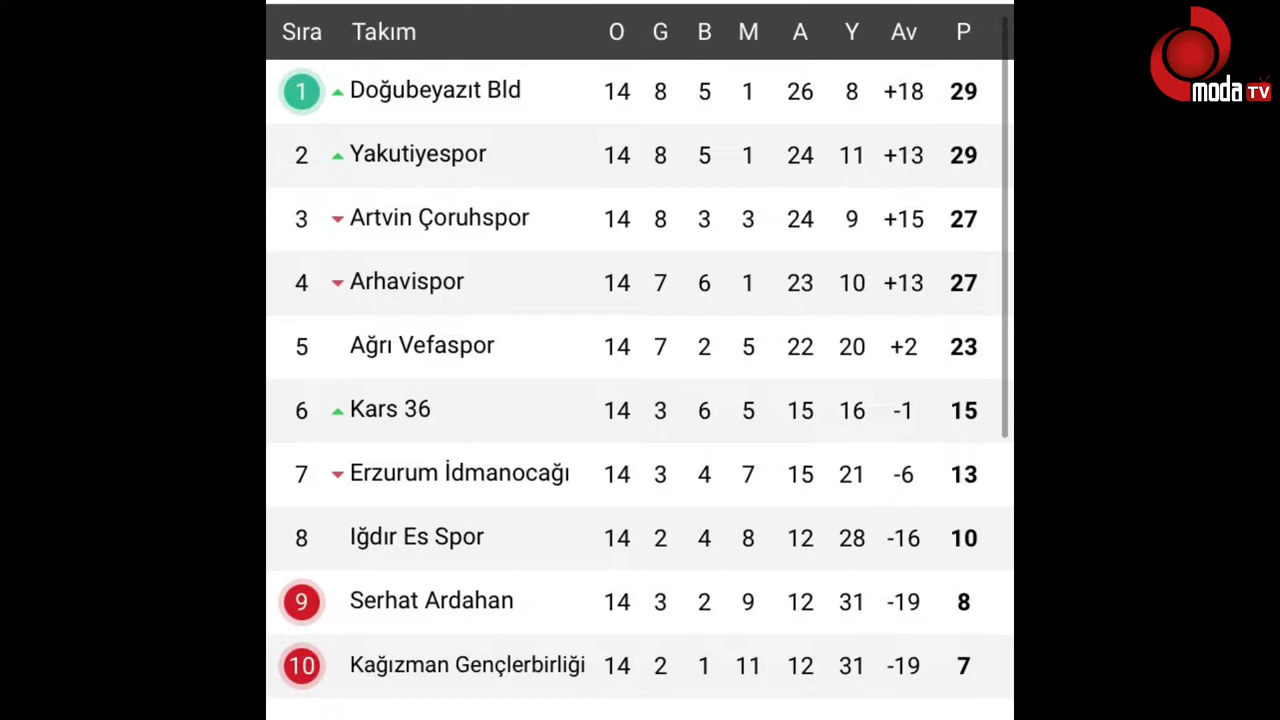 Sıra Takım O G B M A Y Av P
1 Doğubeyazıt Bld 14 8 5 1 26 8 +18 29
2 Yakutiyespor 14 8 5 1 24 11 +13 29
3 Artvin Çoruhspor 14 8 3 3 24 9 +15 27
4 Arhavispor 14 7 6 1 23 10 +13 27
5 Ağrı Vefaspor 14 7 2 5 22 20 +2 23
6 Kars 36 14 3 6 5 15 16 -1 15
7 Erzurum İdmanocağı 14 3 4 7 15 21 -6 13
8 Iğdır Es Spor 14 2 4 8 12 28 -16 10
9 Serhat Ardahan 14 3 2 9 12 31 -19 8
10 Kağızman Gençlerbirliği 14 2 1 11 12 31 -19 7
moda TV